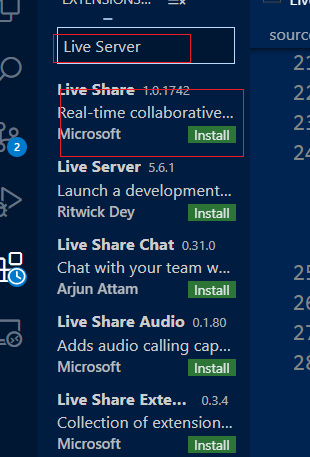 EXTENSIONS...
Live Server
Live Share 1.0.1742
Real-time collaborative...
Microsoft Install
Live Server 5.6.1
Launch a development...
Ritwick Dey Install
Live Share Chat 0.31.0
Chat with your team w...
Arjun Attam Install
Live Share Audio 0.1.80
Adds audio calling cap...
Microsoft Install
Live Share Exte... 0.3.4
Collection of extension...
Microsoft Install
2
Live
source
21
22
23
24
25
26
27
28